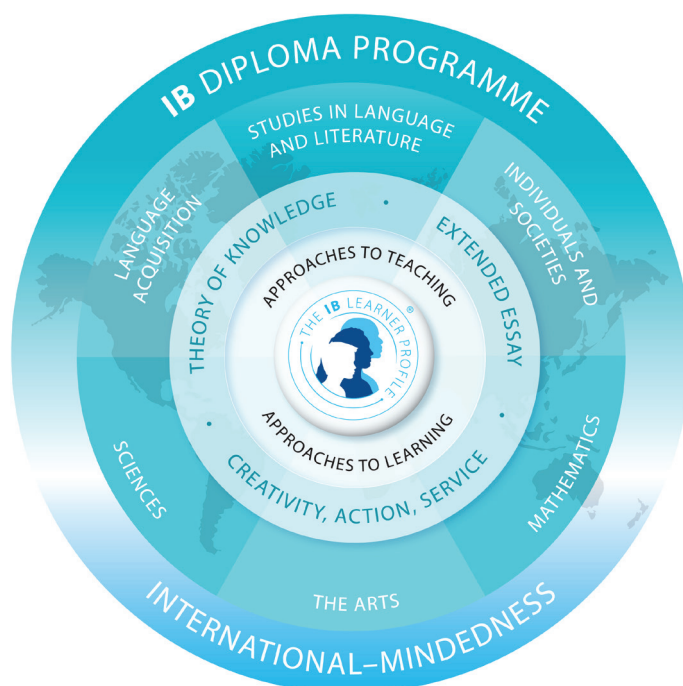 IB DIPLOMA PROGRAMME
STUDIES IN LANGUAGE
AND LITERATURE
LANGUAGE
ACQUISITION
INDIVIDUALS AND
SOCIETIES
THEORY OF KNOWLEDGE
·
EXTENDED ESSAY
APPROACHES TO TEACHING
· THE IB LEARNER PROFILE ·
®
APPROACHES TO LEARNING
· CREATIVITY, ACTION, SERVICE ·
SCIENCES
MATHEMATICS
THE ARTS
INTERNATIONAL–MINDEDNESS